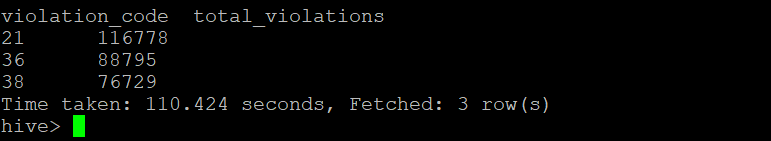 violation_code  total_violations
21      116778
36      88795
38      76729
Time taken: 110.424 seconds, Fetched: 3 row(s)
hive>